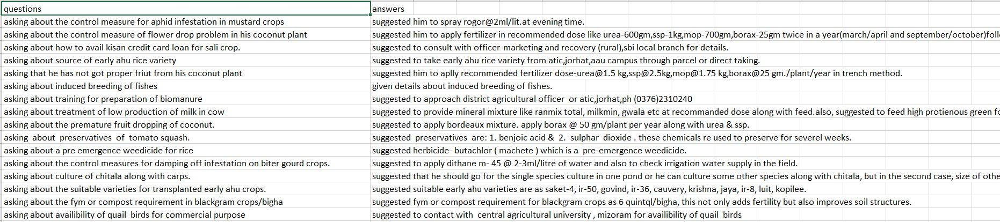 questions answers
asking about the control measure for aphid infestation in mustard crops suggested him to spray rogor@2ml/lit.at evening time.
asking about the control measure of flower drop problem in his coconut plant suggested him to apply fertilizer in recommended dose like urea-600gm,ssp-1kg,mop-700gm,borax-25gm twice in a year(march/april and september/october)foll
asking about how to avail kisan credit card loan for sali crop. suggested to consult with officer-marketing and recovery (rural),sbi local branch for details.
asking about source of early ahu rice variety suggested to take early ahu rice variety from atic,jorhat,aau campus through parcel or direct taking.
asking that he has not got proper friut from his coconut plant suggested him to aplly recommended fertilizer dose-urea@1.5 kg,ssp@2.5kg,mop@1.75 kg,borax@25 gm./plant/year in trench method.
asking about induced breeding of fishes given details about induced breeding of fishes.
asking about training for preparation of biomanure suggested to approach district agricultural officer  or atic,jorhat,ph (0376)2310240
asking about treatment of low production of milk in cow suggested to provide mineral mixture like ranmix total, milkmin, gwala etc at recommanded dose along with feed.also, suggested to feed high protienous green fo
asking about the premature fruit dropping of coconut. suggested to apply bordeaux mixture. apply borax @ 50 gm/plant per year along with urea & ssp.
asking  about  preservatives  of  tomato squash. suggested  preservatives  are: 1. benjoic acid &  2.  sulphar  dioxide . these chemicals re used to preserve for severel weeks.
asking about a pre emergence weedicide for rice suggested herbicide- butachlor ( machete ) which is a  pre-emergence weedicide.
asking about the control measures for damping off infestation on biter gourd crops. suggested to apply dithane m- 45 @ 2-3ml/litre of water and also to check irrigation water supply in the field.
asking about culture of chitala along with carps. suggested that he should go for the single species culture in one pond or he can culture some other species along with chitala, but in the second case, size of othe
asking about the suitable varieties for transplanted early ahu crops. suggested suitable early ahu varieties are as saket-4, ir-50, govind, ir-36, cauvery, krishna, jaya, ir-8, luit, kopilee.
asking about the fym or compost requirement in blackgram crops/bigha suggested fym or compost requirement for blackgram crops as 6 quintql/bigha, this not only adds fertility but also improves soil structures.
asking about availibility of quail  birds for commercial purpose suggested to contact with  central agricultural university , mizoram for availibility of quail  birds